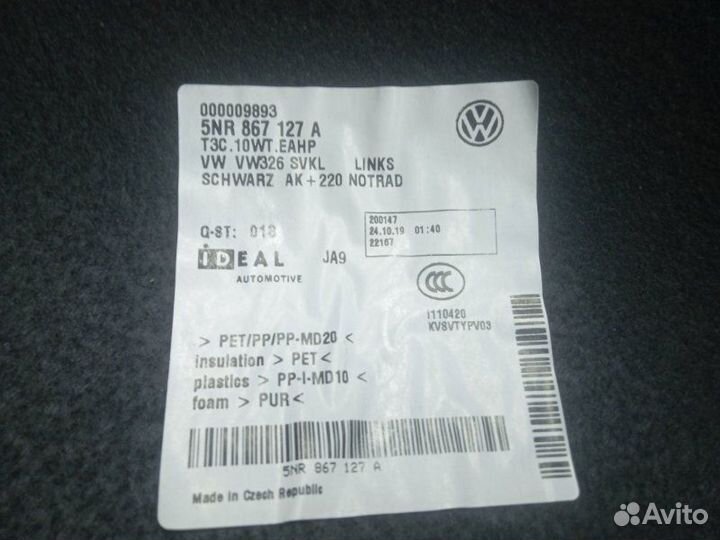 000009893
5NR 867 127 A
T3C.10WT.EAHP
VW VW326 SVKL LINKS
SCHWARZ AK+220 NOTRAD
Q-ST: 018
200147
24.10.19 01:40
22167
IDEAL
AUTOMOTIVE
JA9
CCC
I110420
KVSVTYPV03
> PET/PP/PP-MD20 <
insulation > PET <
plastics > PP-I-MD10 <
foam > PUR <
5NR 867 127 A
Made in Czech Republic
Avito